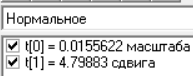 Нормальное
t[0] = 0.0155622 масштаба
t[1] = 4.79883 сдвига